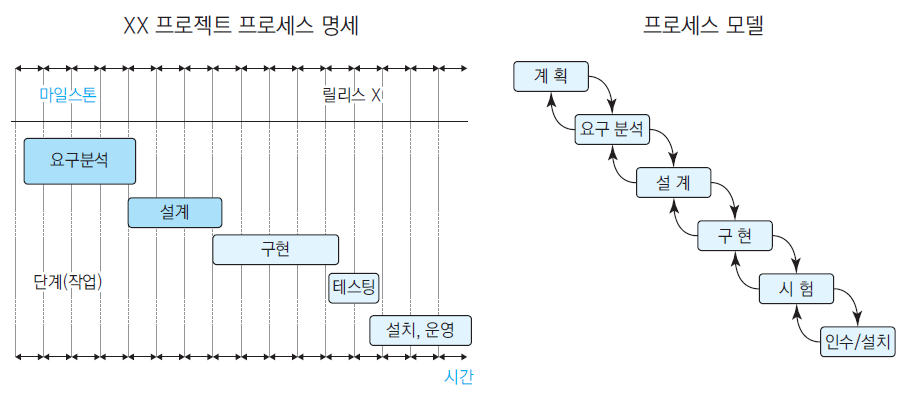 XX 프로젝트 프로세스 명세
마일스톤
릴리스 X
요구분석
설계
구현
단계(작업)
테스팅
설치, 운영
시간
프로세스 모델
계 획
요구 분석
설 계
구 현
시 험
인수/설치